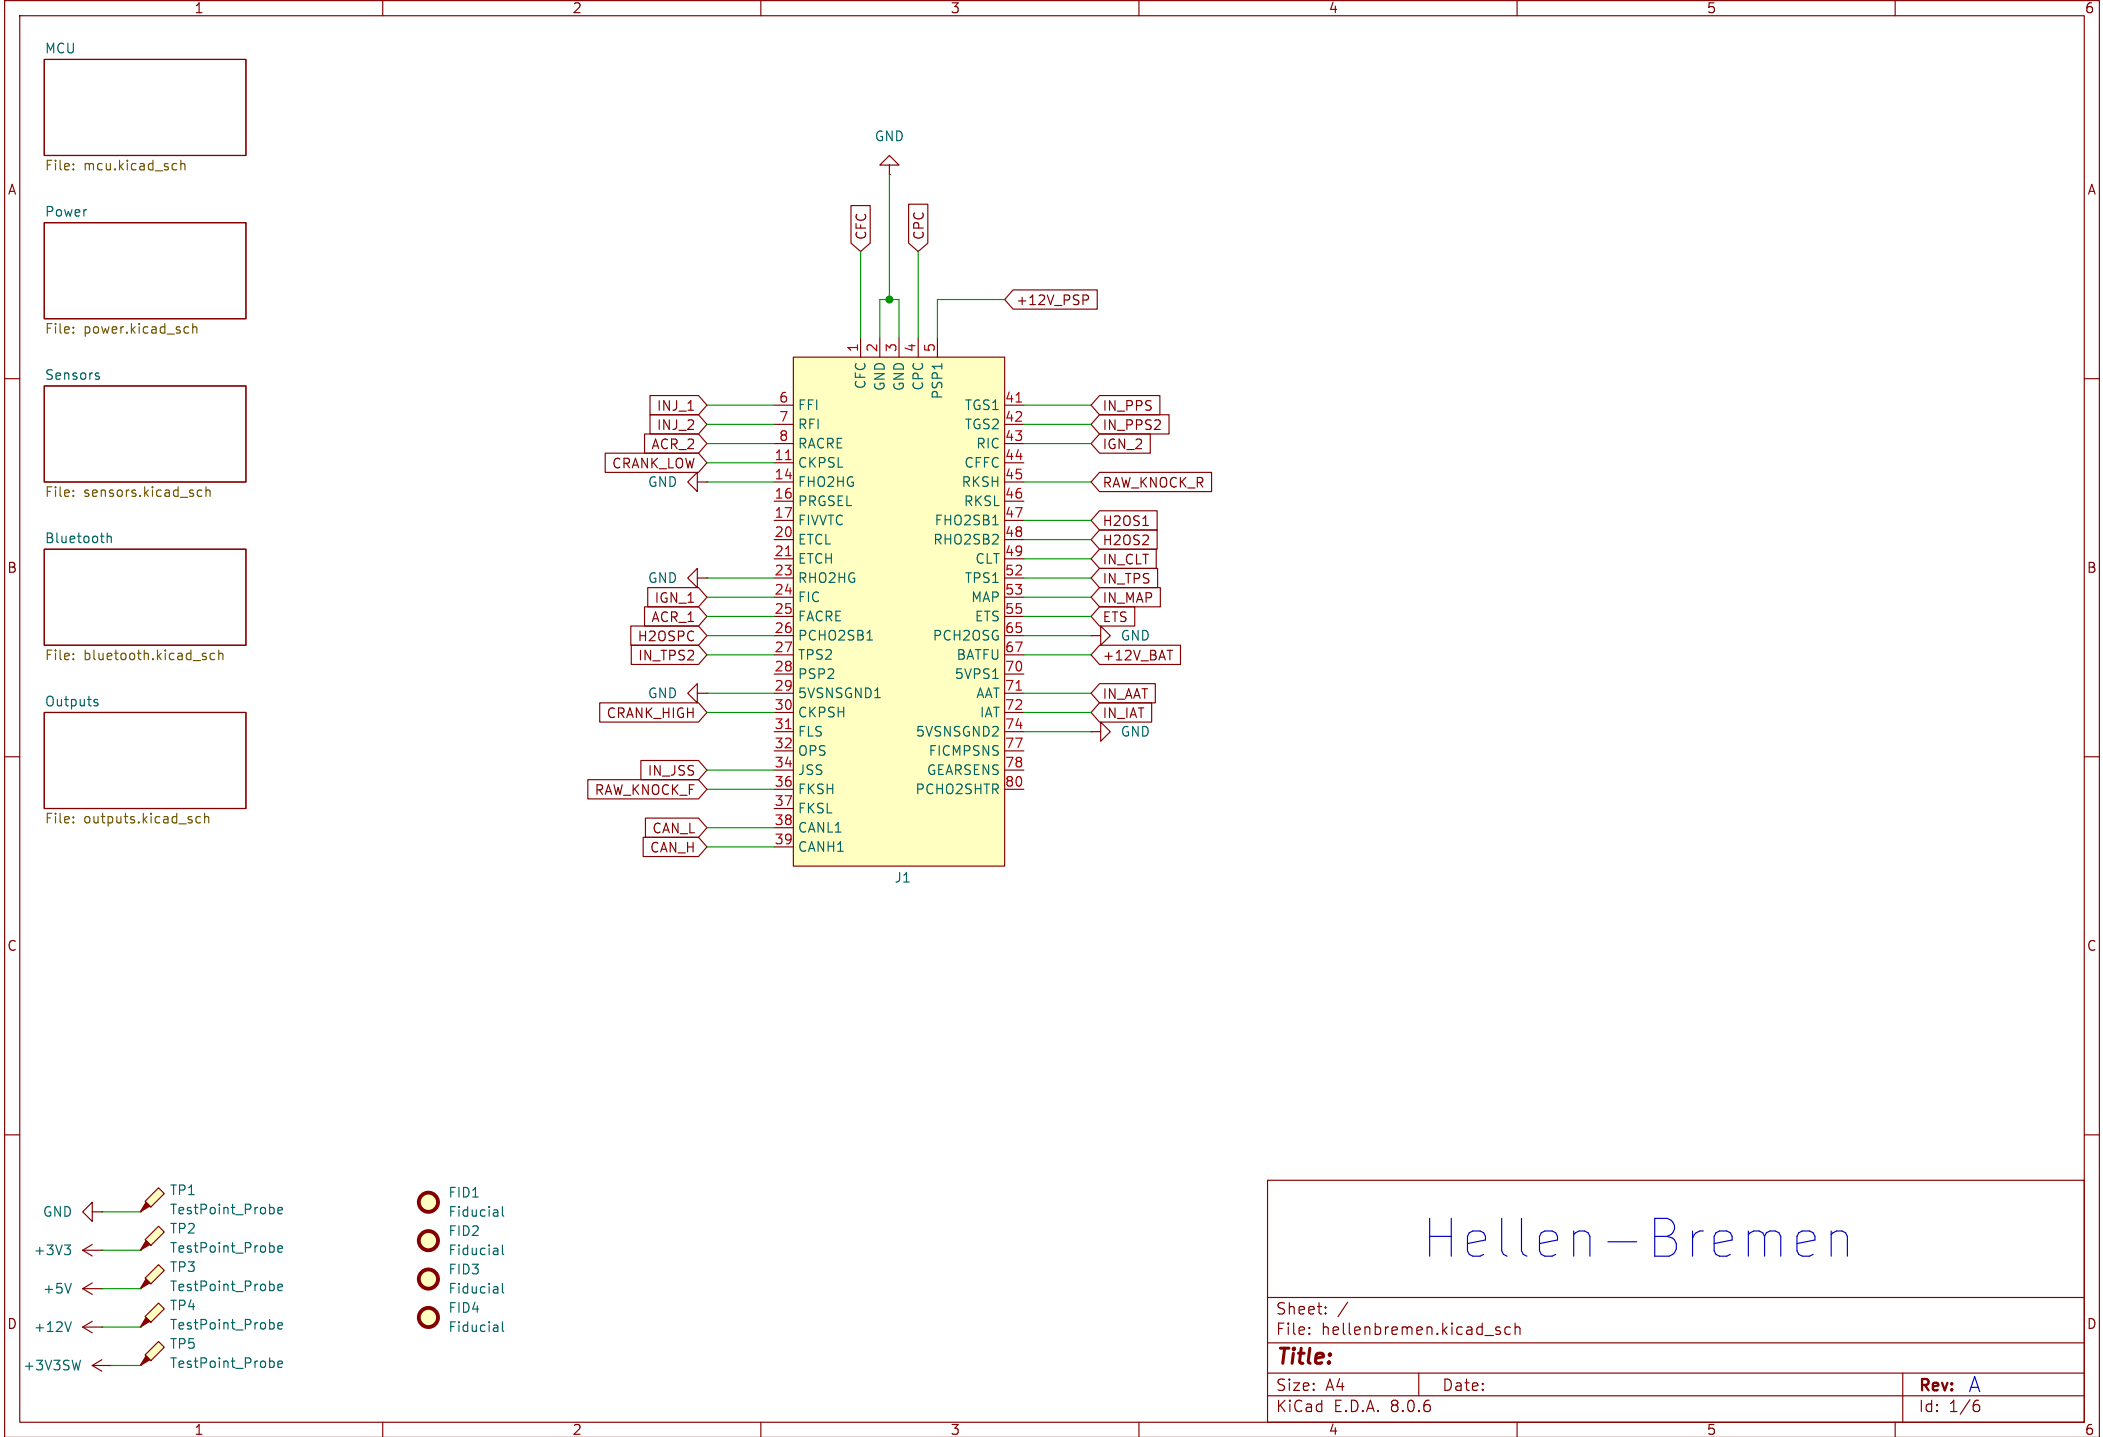 1 2 3 4 5 6
A
B
C
D
A
B
C
D
1 2 3 4 5 6
MCU
File: mcu.kicad_sch
Power
File: power.kicad_sch
Sensors
File: sensors.kicad_sch
Bluetooth
File: bluetooth.kicad_sch
Outputs
File: outputs.kicad_sch
GND
CFC
CPC
+12V_PSP
1 2 3 4 5
CFC GND GND CPC PSP1
INJ_1 6 FFI
INJ_2 7 RFI
ACR_2 8 RACRE
CRANK_LOW 11 CKPSL
GND 14 FHO2HG
16 PRGSEL
17 FIVVTC
20 ETCL
21 ETCH
GND 23 RHO2HG
IGN_1 24 FIC
ACR_1 25 FACRE
H2OSPC 26 PCHO2SB1
IN_TPS2 27 TPS2
28 PSP2
GND 29 5VSNSGND1
CRANK_HIGH 30 CKPSH
31 FLS
32 OPS
IN_JSS 34 JSS
RAW_KNOCK_F 36 FKSH
37 FKSL
CAN_L 38 CANL1
CAN_H 39 CANH1
TGS1 41 IN_PPS
TGS2 42 IN_PPS2
RIC 43 IGN_2
CFFC 44
RKSH 45 RAW_KNOCK_R
RKSL 46
FHO2SB1 47 H2OS1
RHO2SB2 48 H2OS2
CLT 49 IN_CLT
TPS1 52 IN_TPS
MAP 53 IN_MAP
ETS 55 ETS
PCH2OSG 65 GND
BATFU 67 +12V_BAT
5VPS1 70
AAT 71 IN_AAT
IAT 72 IN_IAT
5VSNSGND2 74 GND
FICMPSNS 77
GEARSENS 78
PCHO2SHTR 80
J1
GND
TP1
TestPoint_Probe
+3V3
TP2
TestPoint_Probe
+5V
TP3
TestPoint_Probe
+12V
TP4
TestPoint_Probe
+3V3SW
TP5
TestPoint_Probe
FID1
Fiducial
FID2
Fiducial
FID3
Fiducial
FID4
Fiducial
Hellen-Bremen
Sheet: /
File: hellenbremen.kicad_sch
Title:
Size: A4 Date: Rev: A
KiCad E.D.A. 8.0.6 Id: 1/6